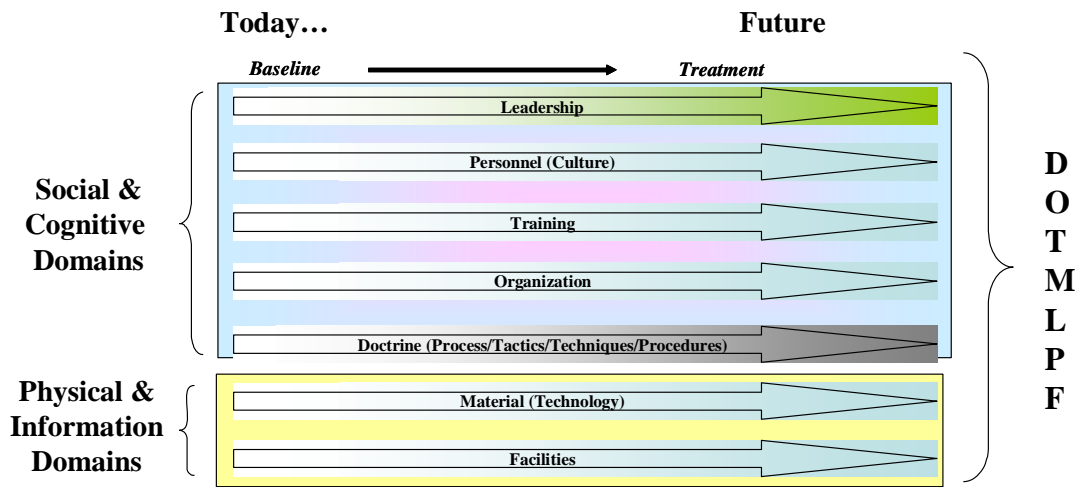 Today…
Future
Baseline
Treatment
Leadership
Personnel (Culture)
Training
Organization
Doctrine (Process/Tactics/Techniques/Procedures)
Social &
Cognitive
Domains
Material (Technology)
Facilities
Physical &
Information
Domains
D
O
T
M
L
P
F